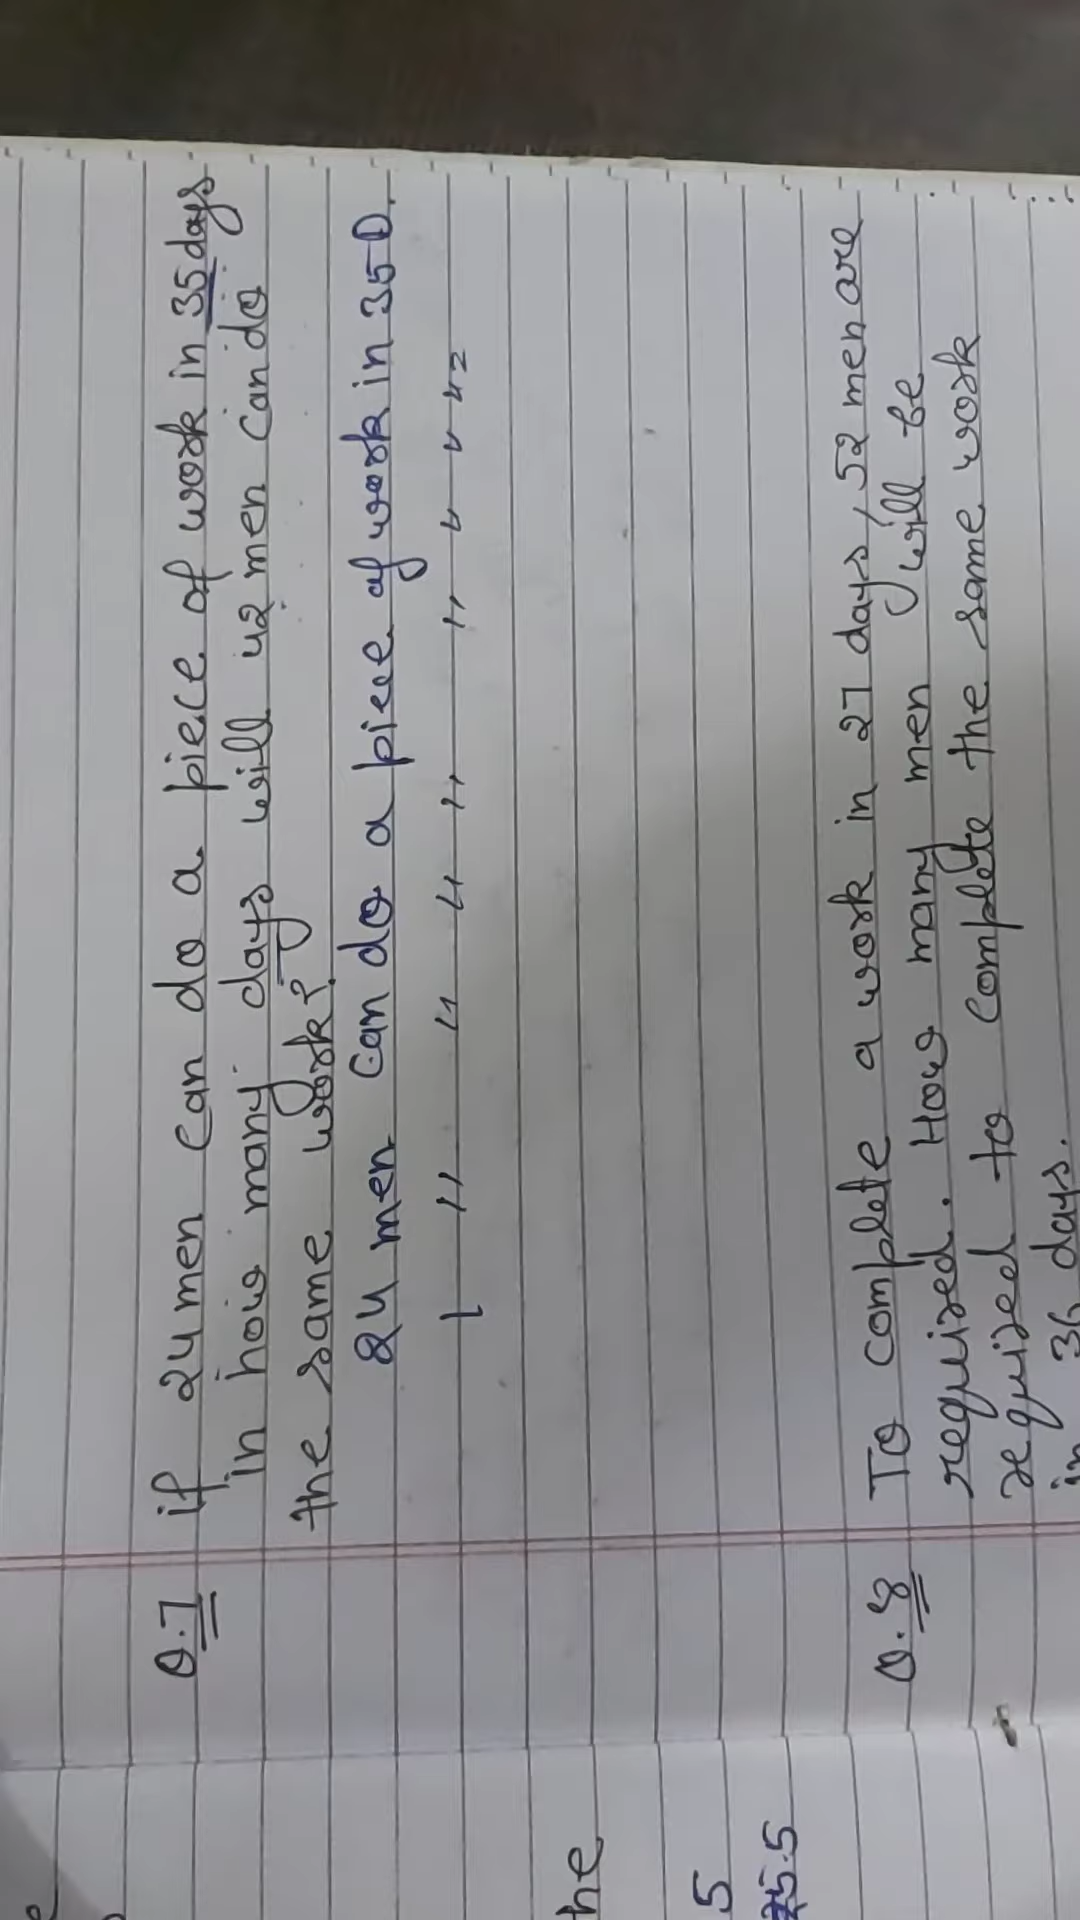 Q.7 if 24 men can do a piece of work in 35 days
in how many days will 42 men can do
the same work?
24 men can do a piece of work in 35 D.
1 " " " " " " " " 42
Q.8 To complete a work in 27 days, 52 men are
required. How many men will be
required to complete the same work
in 36 days.
he
5
5.5